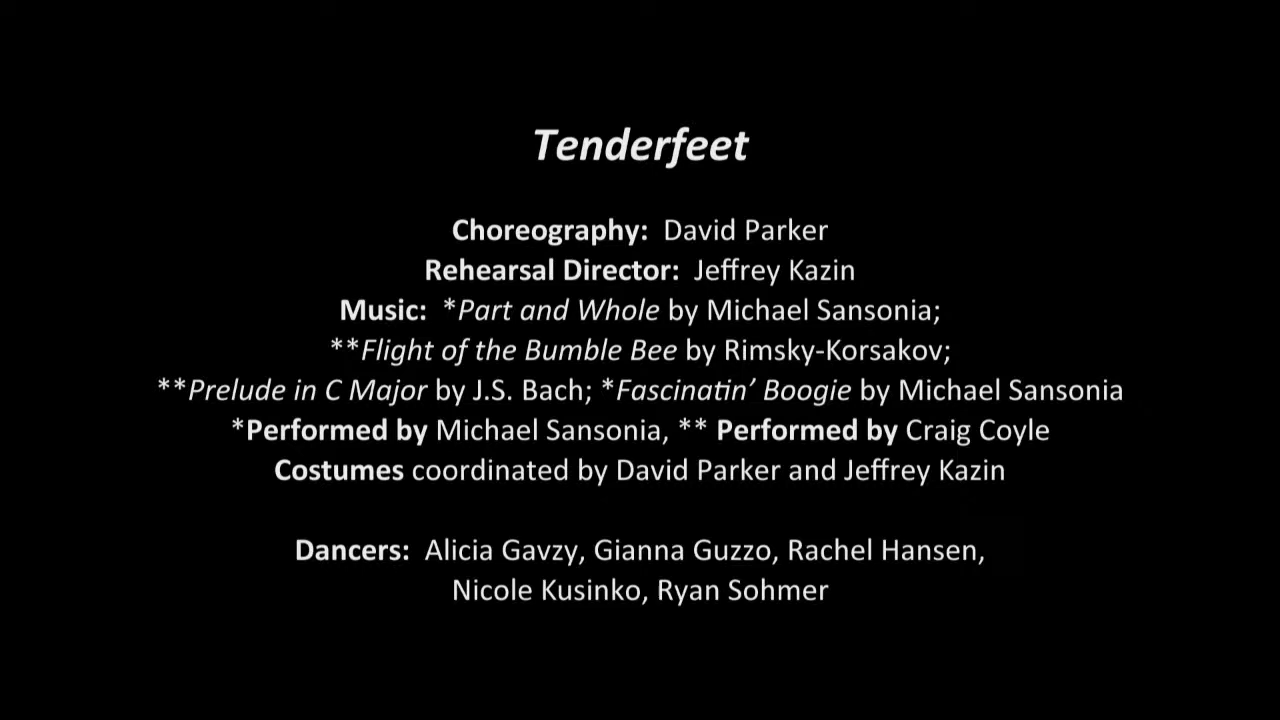 Tenderfeet
Choreography: David Parker
Rehearsal Director: Jeffrey Kazin
Music: *Part and Whole by Michael Sansonia;
**Flight of the Bumble Bee by Rimsky-Korsakov;
**Prelude in C Major by J.S. Bach; *Fascinatin’ Boogie by Michael Sansonia
*Performed by Michael Sansonia, ** Performed by Craig Coyle
Costumes coordinated by David Parker and Jeffrey Kazin
Dancers: Alicia Gavzy, Gianna Guzzo, Rachel Hansen,
Nicole Kusinko, Ryan Sohmer